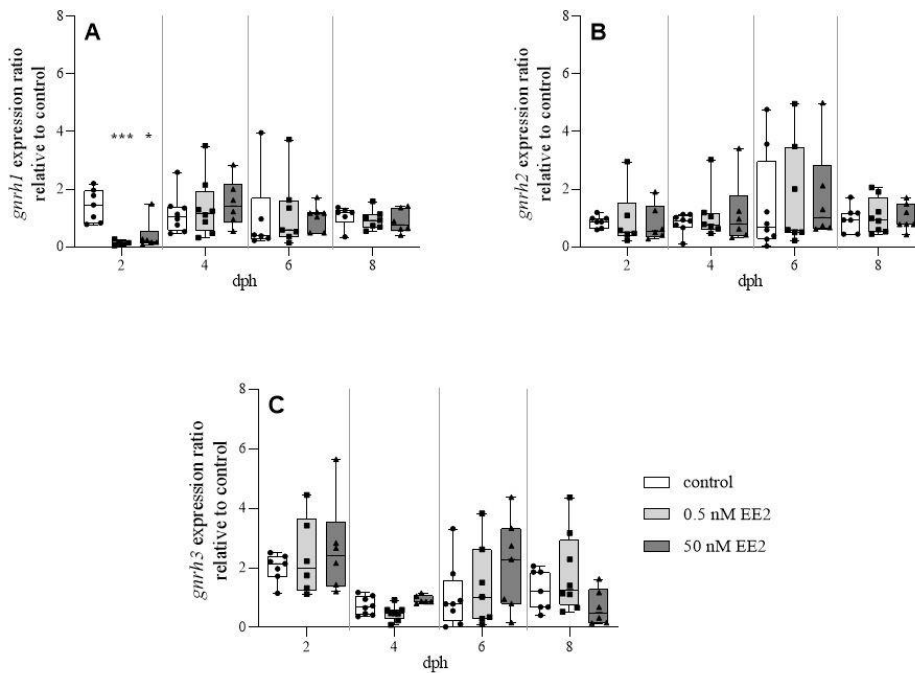 A
gnrh1 expression ratio
relative to control
8
6
4
2
0
*** *
2 4 6 8
dph
B
gnrh2 expression ratio
relative to control
8
6
4
2
0
2 4 6 8
dph
C
gnrh3 expression ratio
relative to control
8
6
4
2
0
2 4 6 8
dph
control
0.5 nM EE2
50 nM EE2